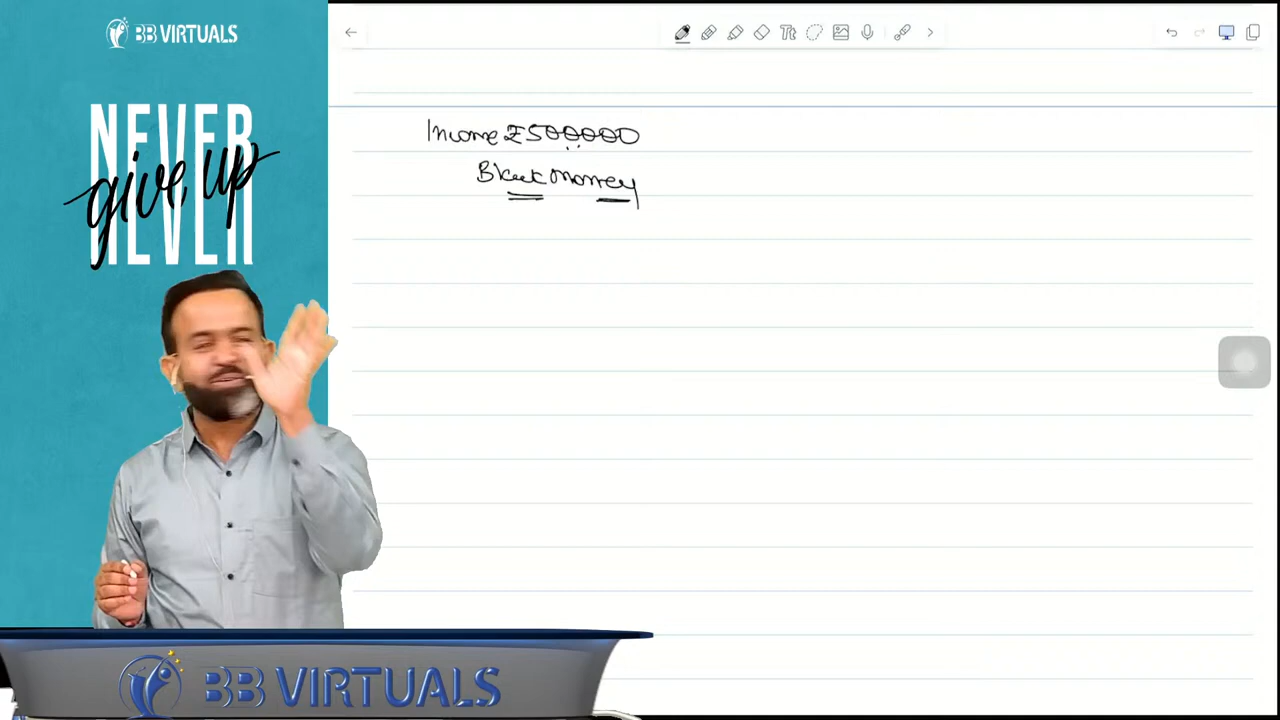 BB VIRTUALS
NEVER
give up
NEVER
Income ₹500000
Black money
BB VIRTUALS